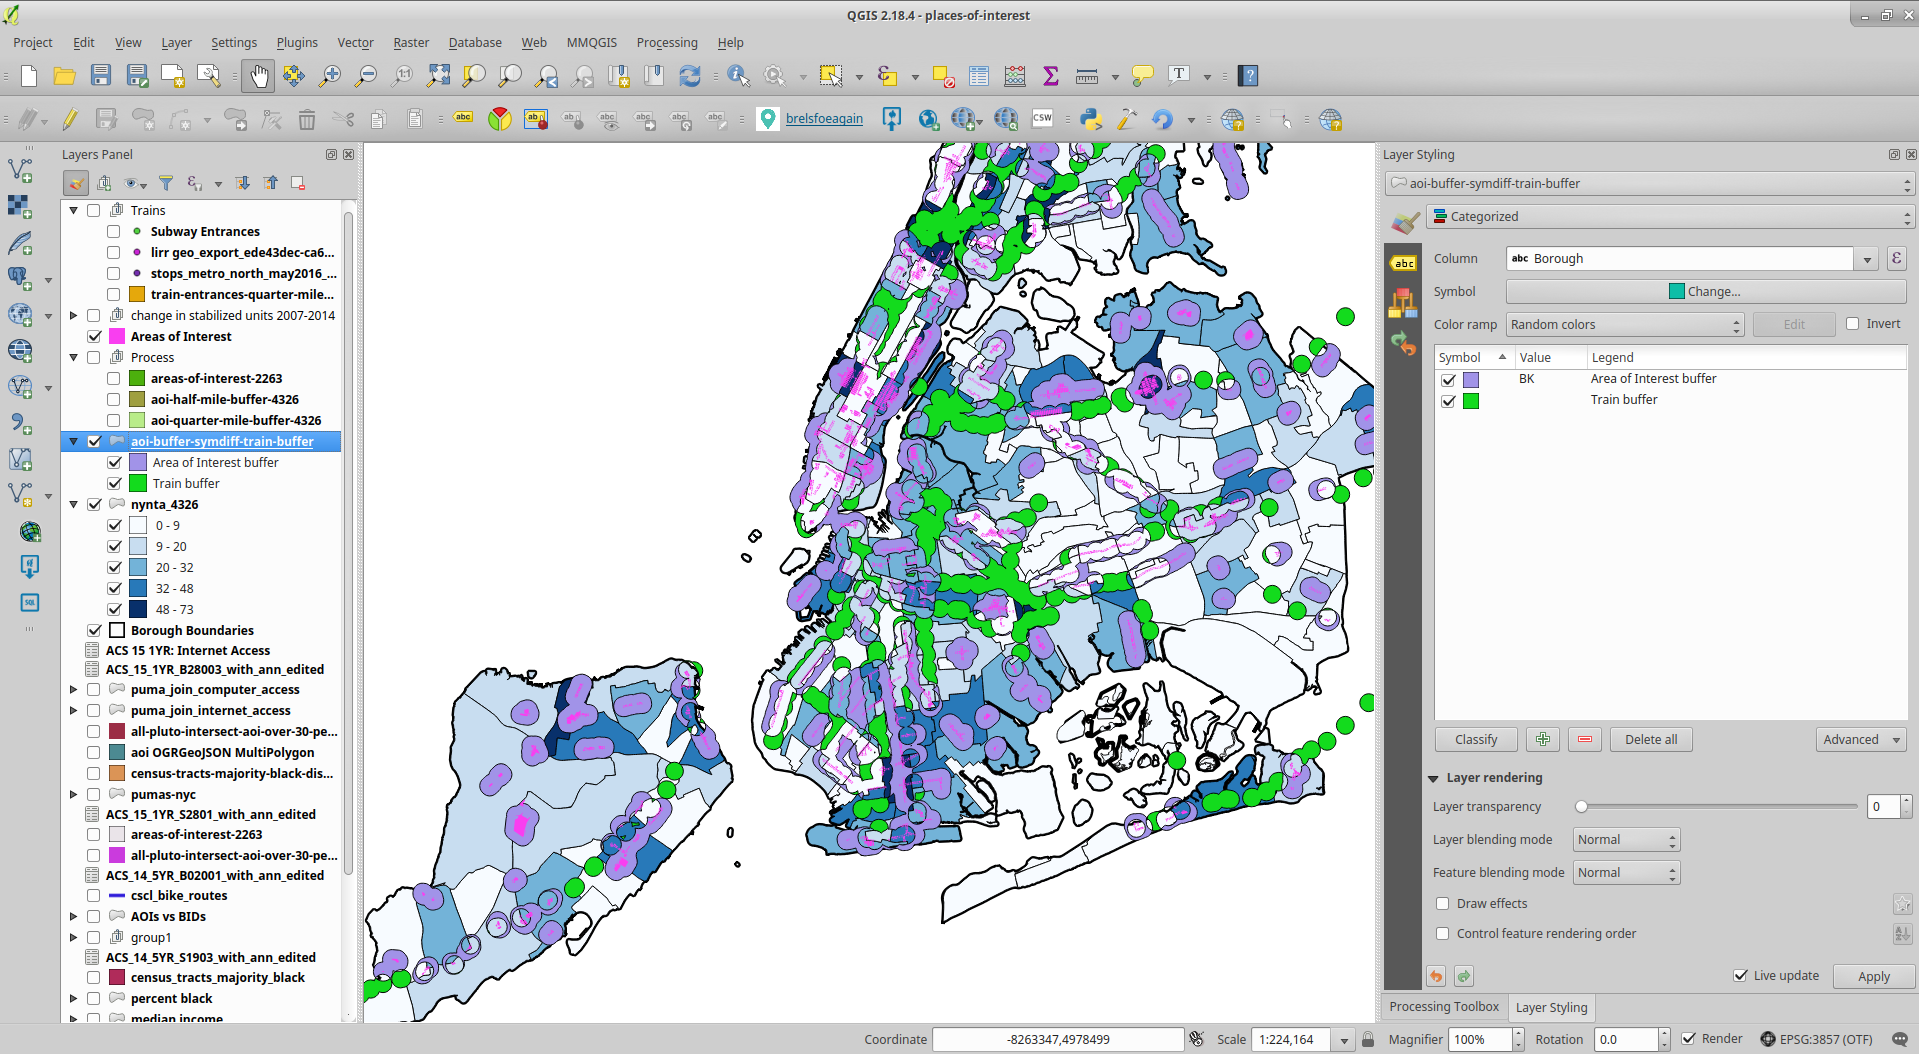 QGIS 2.18.4 - places-of-interest
Project Edit View Layer Settings Plugins Vector Raster Database Web MMQGIS Processing Help
brelsfoeagain
CSW
Layers Panel
Trains
Subway Entrances
lirr geo_export_ede43dec-ca6...
stops_metro_north_may2016_...
train-entrances-quarter-mile...
change in stabilized units 2007-2014
Areas of Interest
Process
areas-of-interest-2263
aoi-half-mile-buffer-4326
aoi-quarter-mile-buffer-4326
aoi-buffer-symdiff-train-buffer
Area of Interest buffer
Train buffer
nynta_4326
0 - 9
9 - 20
20 - 32
32 - 48
48 - 73
Borough Boundaries
ACS 15 1YR: Internet Access
ACS_15_1YR_B28003_with_ann_edited
puma_join_computer_access
puma_join_internet_access
all-pluto-intersect-aoi-over-30-pe...
aoi OGRGeoJSON MultiPolygon
census-tracts-majority-black-dis...
pumas-nyc
ACS_15_1YR_S2801_with_ann_edited
areas-of-interest-2263
all-pluto-intersect-aoi-over-30-pe...
ACS_14_5YR_B02001_with_ann_edited
cscl_bike_routes
AOIs vs BIDs
group1
ACS_14_5YR_S1903_with_ann_edited
census_tracts_majority_black
percent black
median income
Layer Styling
aoi-buffer-symdiff-train-buffer
Categorized
Column abc Borough ε
Symbol Change...
Color ramp Random colors Edit Invert
Symbol Value Legend
BK Area of Interest buffer
Train buffer
Classify Delete all Advanced
Layer rendering
Layer transparency 0
Layer blending mode Normal
Feature blending mode Normal
Draw effects
Control feature rendering order
Live update Apply
Processing Toolbox Layer Styling
Coordinate -8263347,4978499 Scale 1:224,164 Magnifier 100% Rotation 0.0 Render EPSG:3857 (OTF)